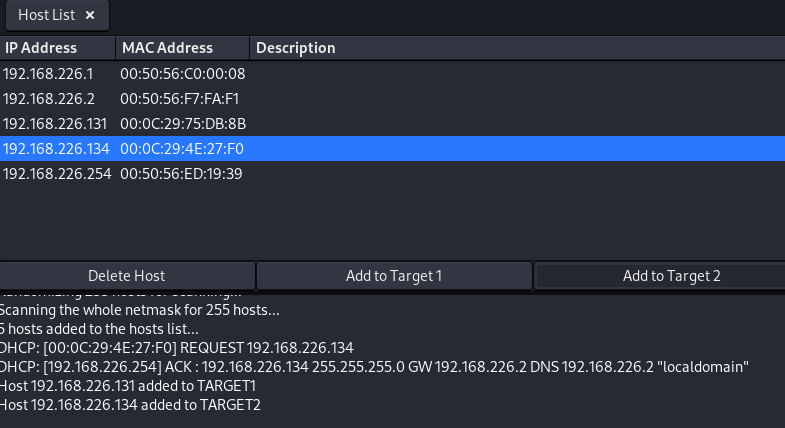 Host List ×
IP Address MAC Address Description
192.168.226.1 00:50:56:C0:00:08
192.168.226.2 00:50:56:F7:FA:F1
192.168.226.131 00:0C:29:75:DB:8B
192.168.226.134 00:0C:29:4E:27:F0
192.168.226.254 00:50:56:ED:19:39
Delete Host Add to Target 1 Add to Target 2
Randomizing 255 hosts for scanning...
Scanning the whole netmask for 255 hosts...
5 hosts added to the hosts list...
DHCP: [00:0C:29:4E:27:F0] REQUEST 192.168.226.134
DHCP: [192.168.226.254] ACK : 192.168.226.134 255.255.255.0 GW 192.168.226.2 DNS 192.168.226.2 "localdomain"
Host 192.168.226.131 added to TARGET1
Host 192.168.226.134 added to TARGET2